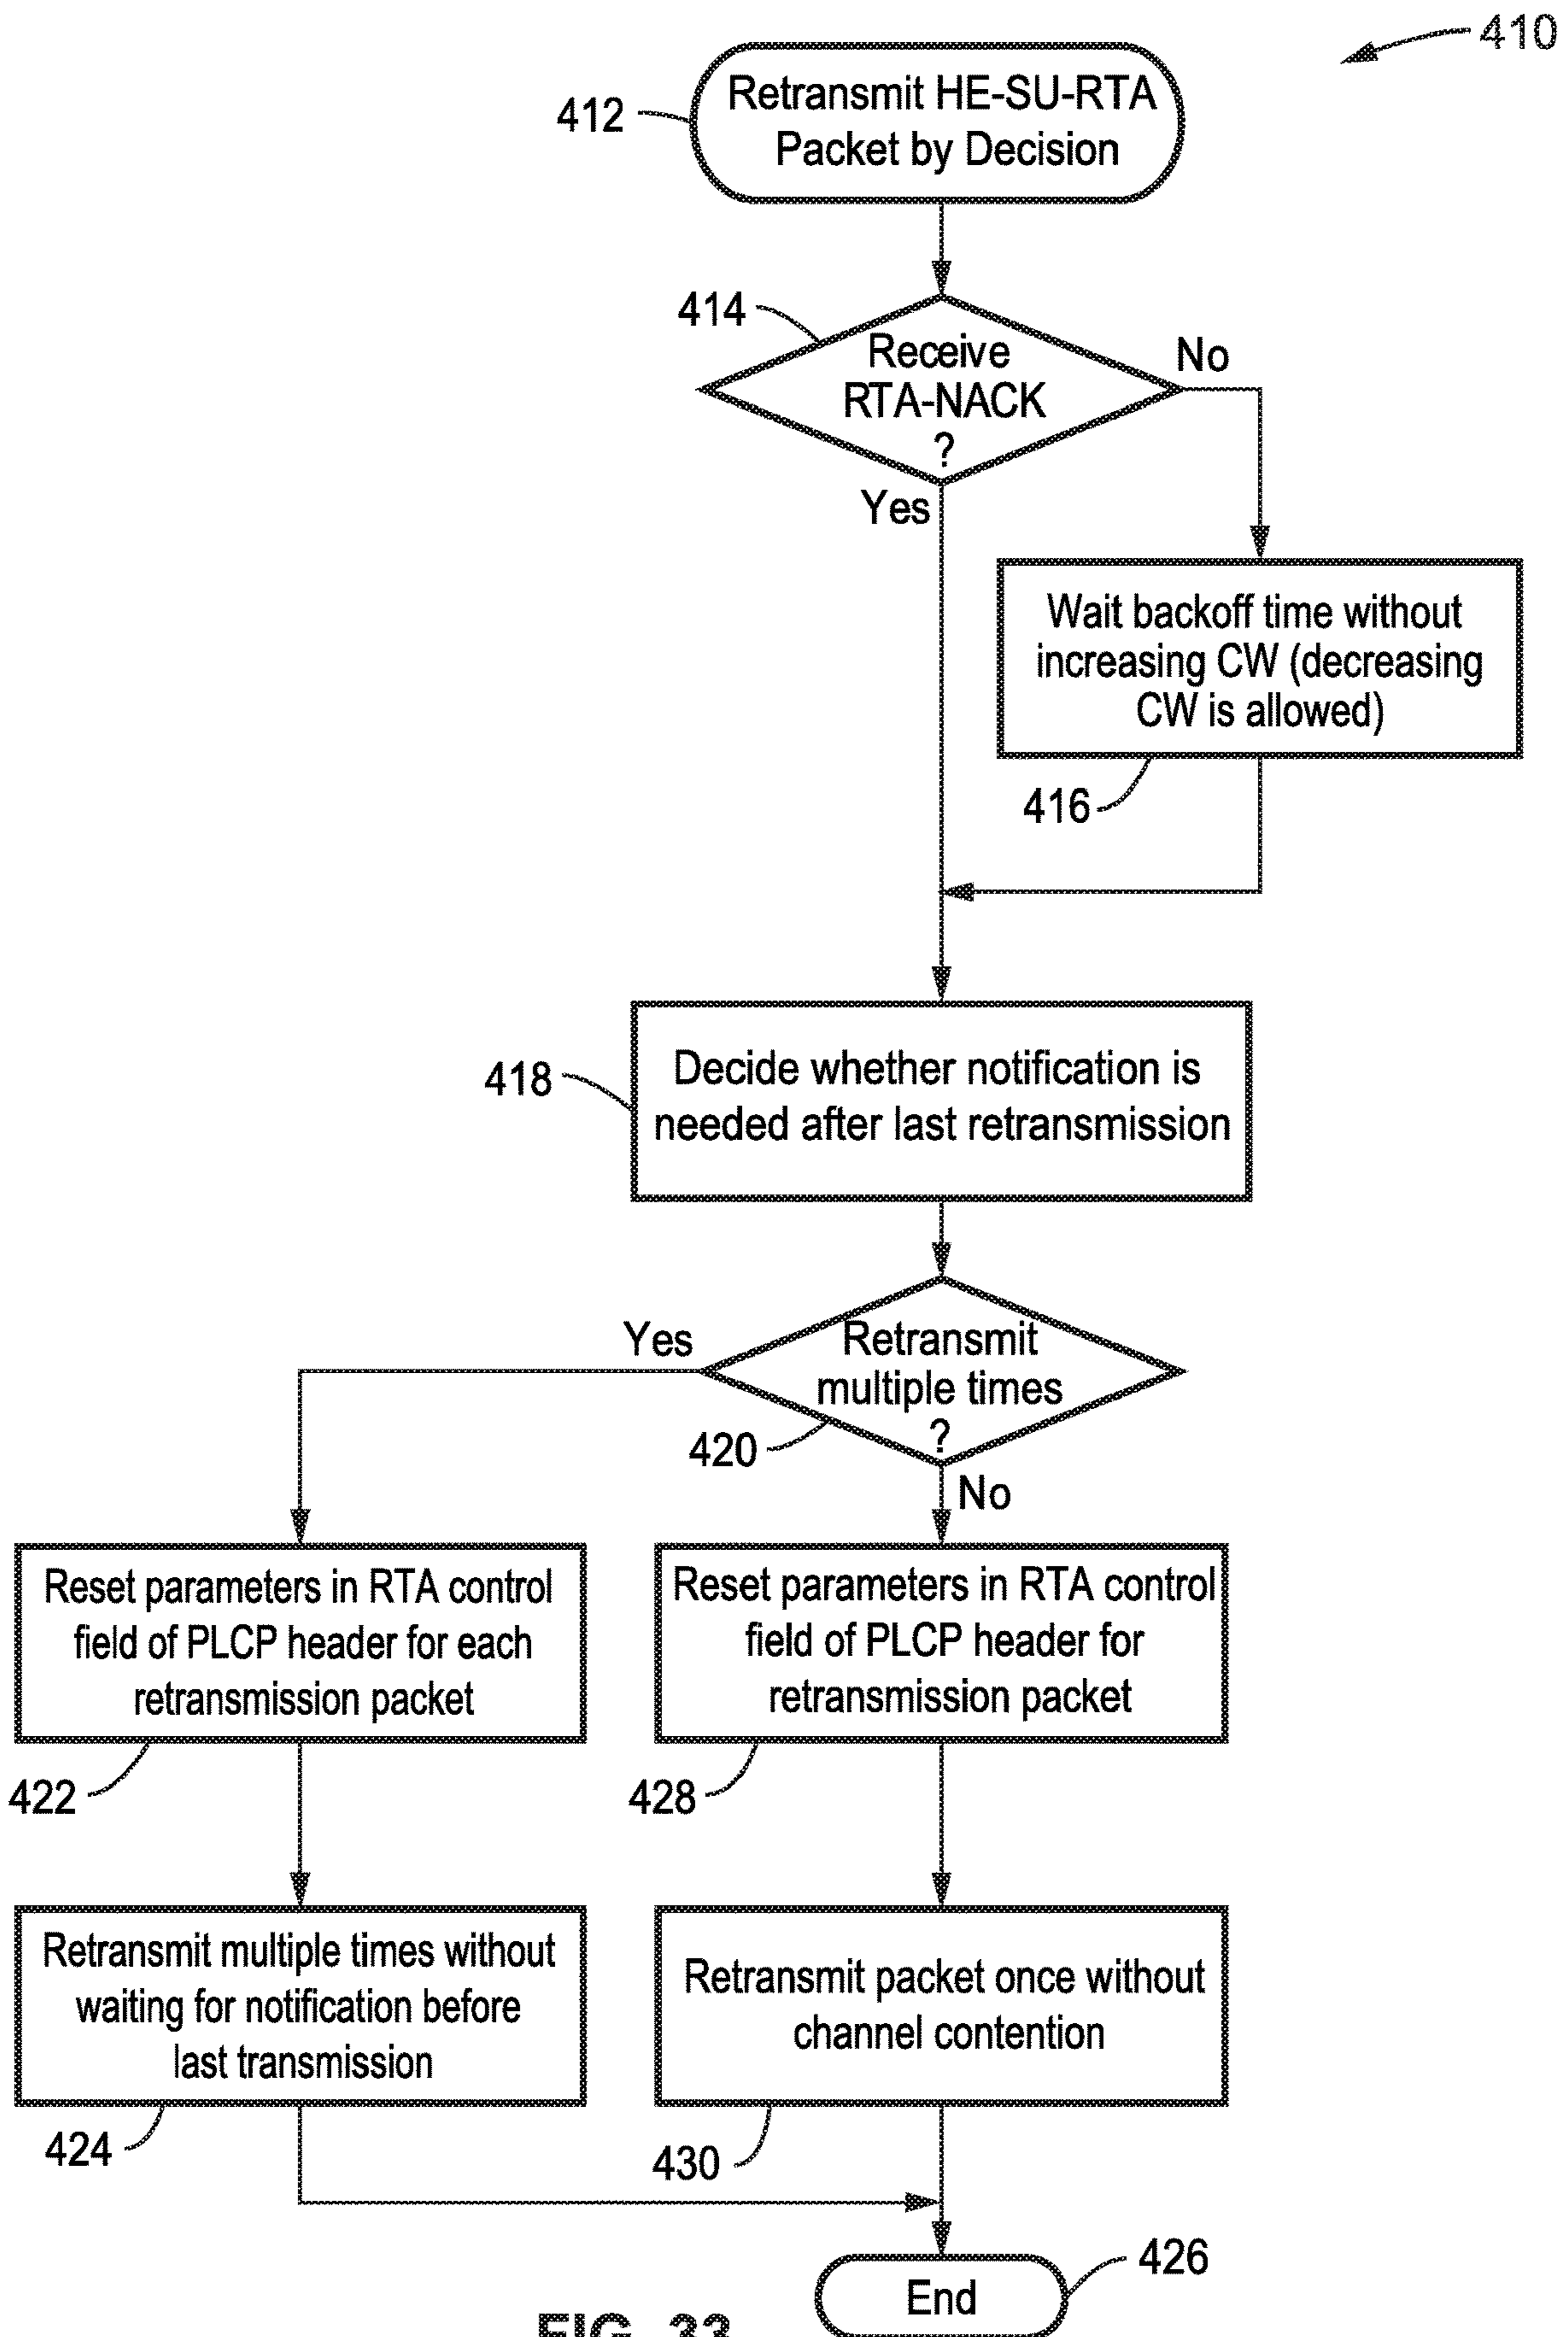 410
412
Retransmit HE-SU-RTA
Packet by Decision
414
Receive
RTA-NACK
?
No
Yes
Wait backoff time without
increasing CW (decreasing
CW is allowed)
416
418
Decide whether notification is
needed after last retransmission
Yes
Retransmit
multiple times
?
420
No
Reset parameters in RTA control
field of PLCP header for each
retransmission packet
422
Reset parameters in RTA control
field of PLCP header for
retransmission packet
428
Retransmit multiple times without
waiting for notification before
last transmission
424
Retransmit packet once without
channel contention
430
426
End
FIG. 33